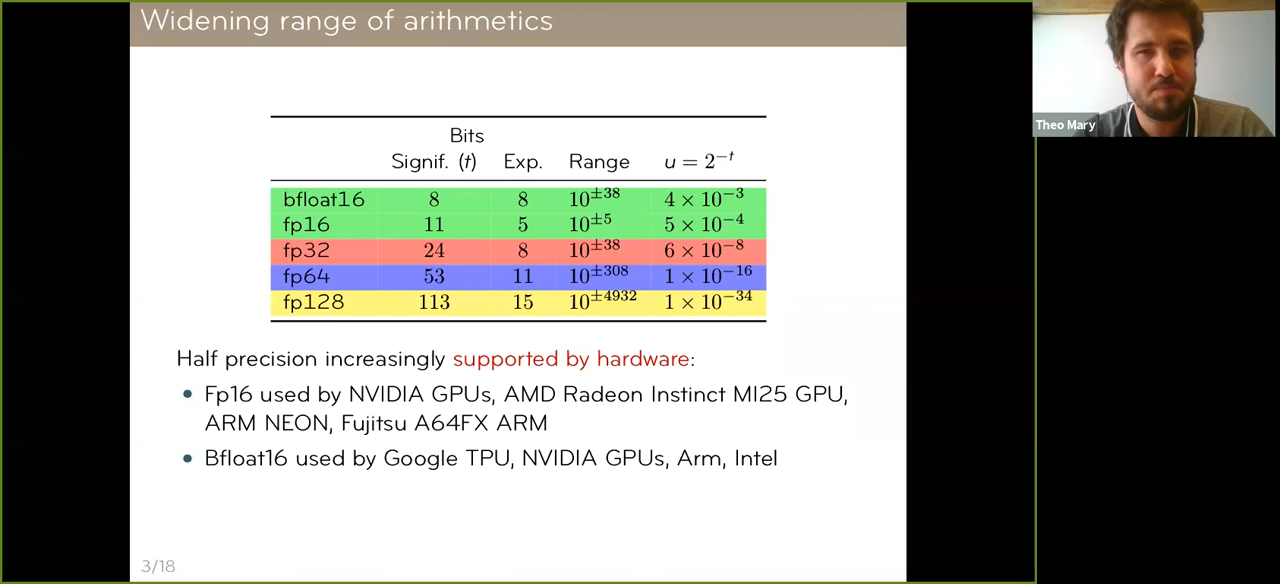 Widening range of arithmetics
Bits
Signif. (t) Exp. Range u = 2⁻ᵗ
bfloat16 8 8 10^±38 4 × 10⁻³
fp16 11 5 10^±5 5 × 10⁻⁴
fp32 24 8 10^±38 6 × 10⁻⁸
fp64 53 11 10^±308 1 × 10⁻¹⁶
fp128 113 15 10^±4932 1 × 10⁻³⁴
Half precision increasingly supported by hardware:
• Fp16 used by NVIDIA GPUs, AMD Radeon Instinct MI25 GPU,
ARM NEON, Fujitsu A64FX ARM
• Bfloat16 used by Google TPU, NVIDIA GPUs, Arm, Intel
3/18
Theo Mary